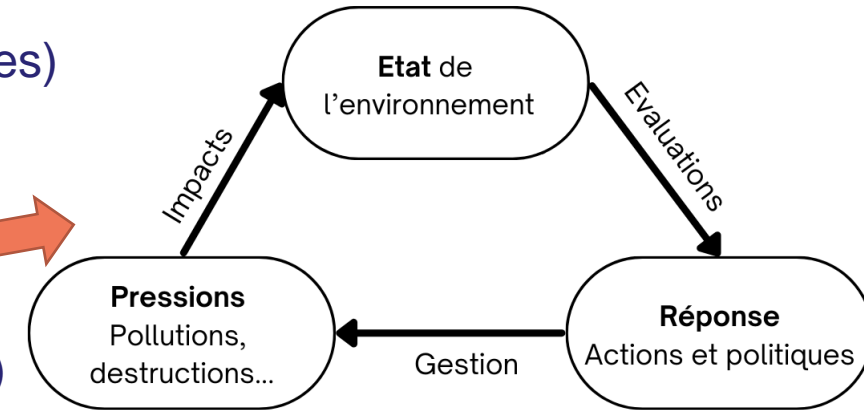 es)
Etat de
l’environnement
Impacts
Evaluations
Pressions
Pollutions,
destructions...
Réponse
Actions et politiques
Gestion
)